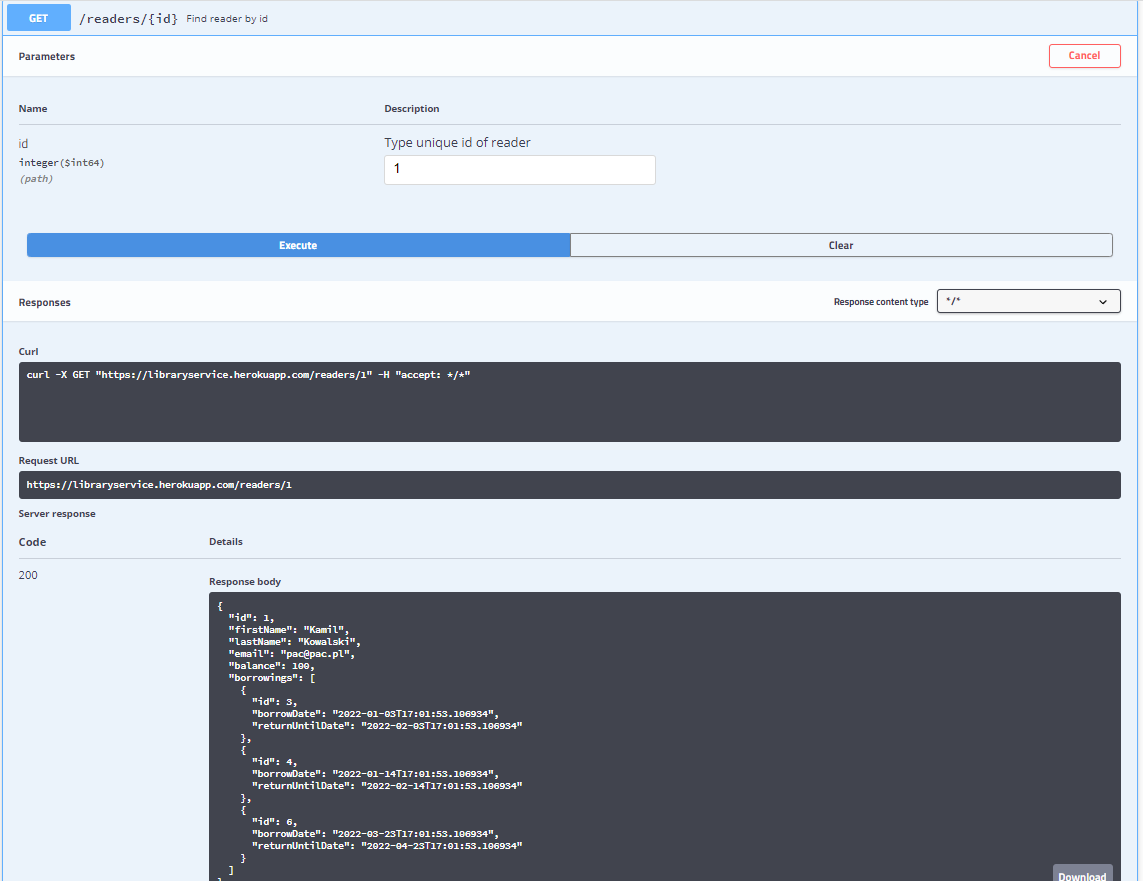 GET /readers/{id} Find reader by id
Parameters
Cancel
Name Description
id Type unique id of reader
integer($int64) 1
(path)
Execute Clear
Responses Response content type */*
Curl
curl -X GET "https://libraryservice.herokuapp.com/readers/1" -H "accept: */*"
Request URL
https://libraryservice.herokuapp.com/readers/1
Server response
Code Details
200
Response body
{
  "id": 1,
  "firstName": "Kamil",
  "lastName": "Kowalski",
  "email": "pac@pac.pl",
  "balance": 100,
  "borrowings": [
    {
      "id": 3,
      "borrowDate": "2022-01-03T17:01:53.106934",
      "returnUntilDate": "2022-02-03T17:01:53.106934"
    },
    {
      "id": 4,
      "borrowDate": "2022-01-14T17:01:53.106934",
      "returnUntilDate": "2022-02-14T17:01:53.106934"
    },
    {
      "id": 6,
      "borrowDate": "2022-03-23T17:01:53.106934",
      "returnUntilDate": "2022-04-23T17:01:53.106934"
    }
  ]
Download